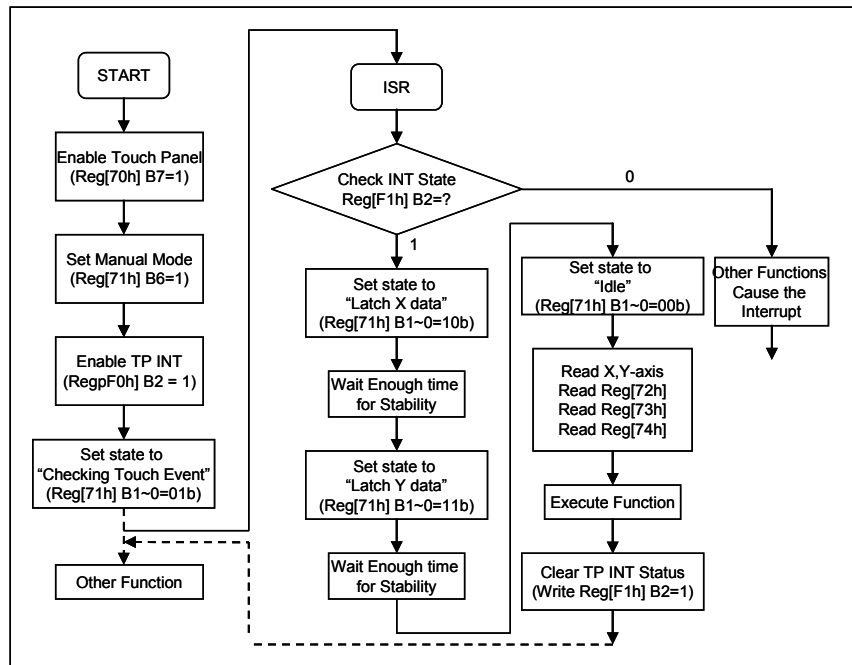 START
Enable Touch Panel
(Reg[70h] B7=1)
Set Manual Mode
(Reg[71h] B6=1)
Enable TP INT
(RegpF0h] B2 = 1)
Set state to
“Checking Touch Event”
(Reg[71h] B1~0=01b)
Other Function
ISR
Check INT State
Reg[F1h] B2=?
0
1
Set state to
“Latch X data”
(Reg[71h] B1~0=10b)
Wait Enough time
for Stability
Set state to
“Latch Y data”
(Reg[71h] B1~0=11b)
Wait Enough time
for Stability
Set state to
“Idle”
(Reg[71h] B1~0=00b)
Read X,Y-axis
Read Reg[72h]
Read Reg[73h]
Read Reg[74h]
Execute Function
Clear TP INT Status
(Write Reg[F1h] B2=1)
Other Functions
Cause the
Interrupt